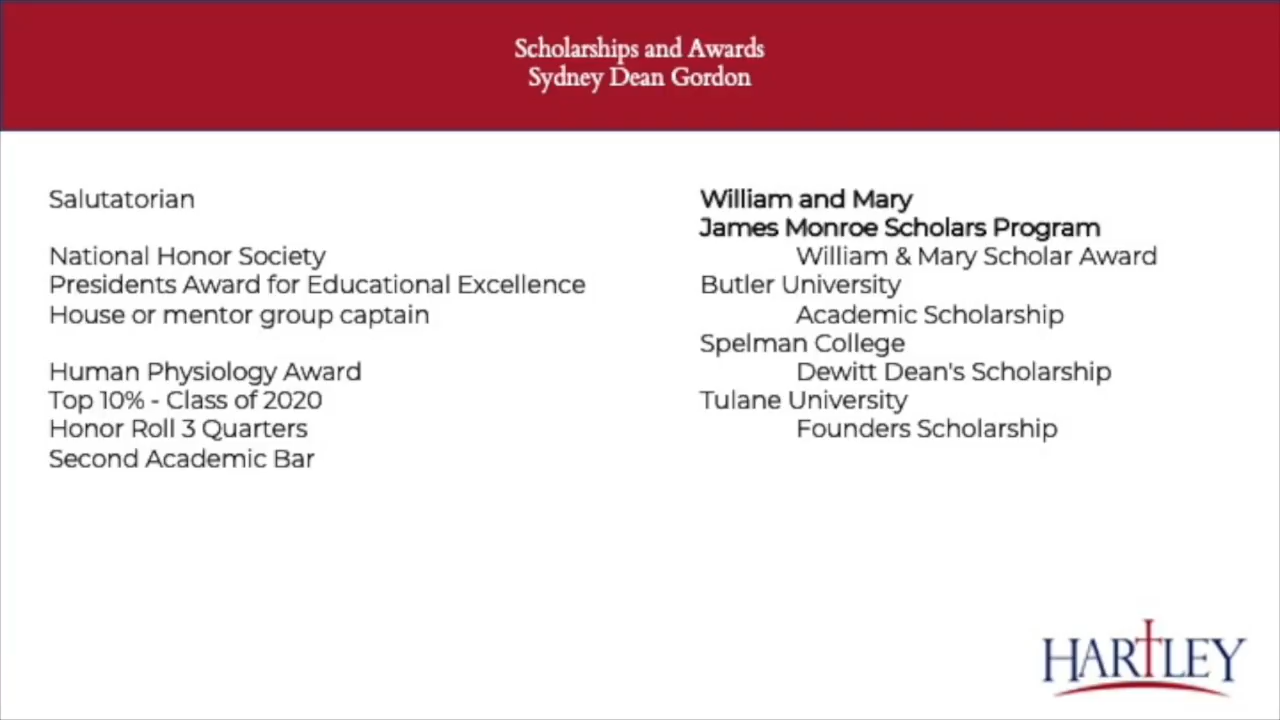 Scholarships and Awards
Sydney Dean Gordon
Salutatorian
National Honor Society
Presidents Award for Educational Excellence
House or mentor group captain
Human Physiology Award
Top 10% - Class of 2020
Honor Roll 3 Quarters
Second Academic Bar
William and Mary
James Monroe Scholars Program
William & Mary Scholar Award
Butler University
Academic Scholarship
Spelman College
Dewitt Dean's Scholarship
Tulane University
Founders Scholarship
HARTLEY